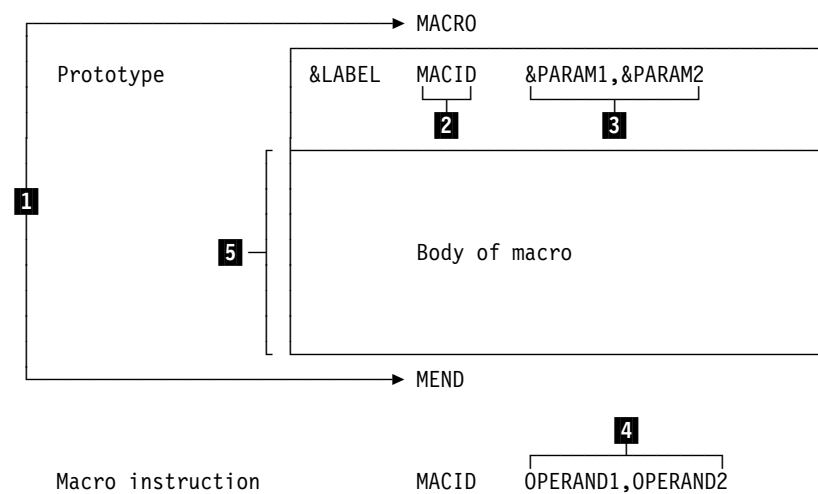 MACRO
Prototype &LABEL MACID &PARAM1,&PARAM2
2 3
1
5 Body of macro
MEND
4
Macro instruction MACID OPERAND1,OPERAND2